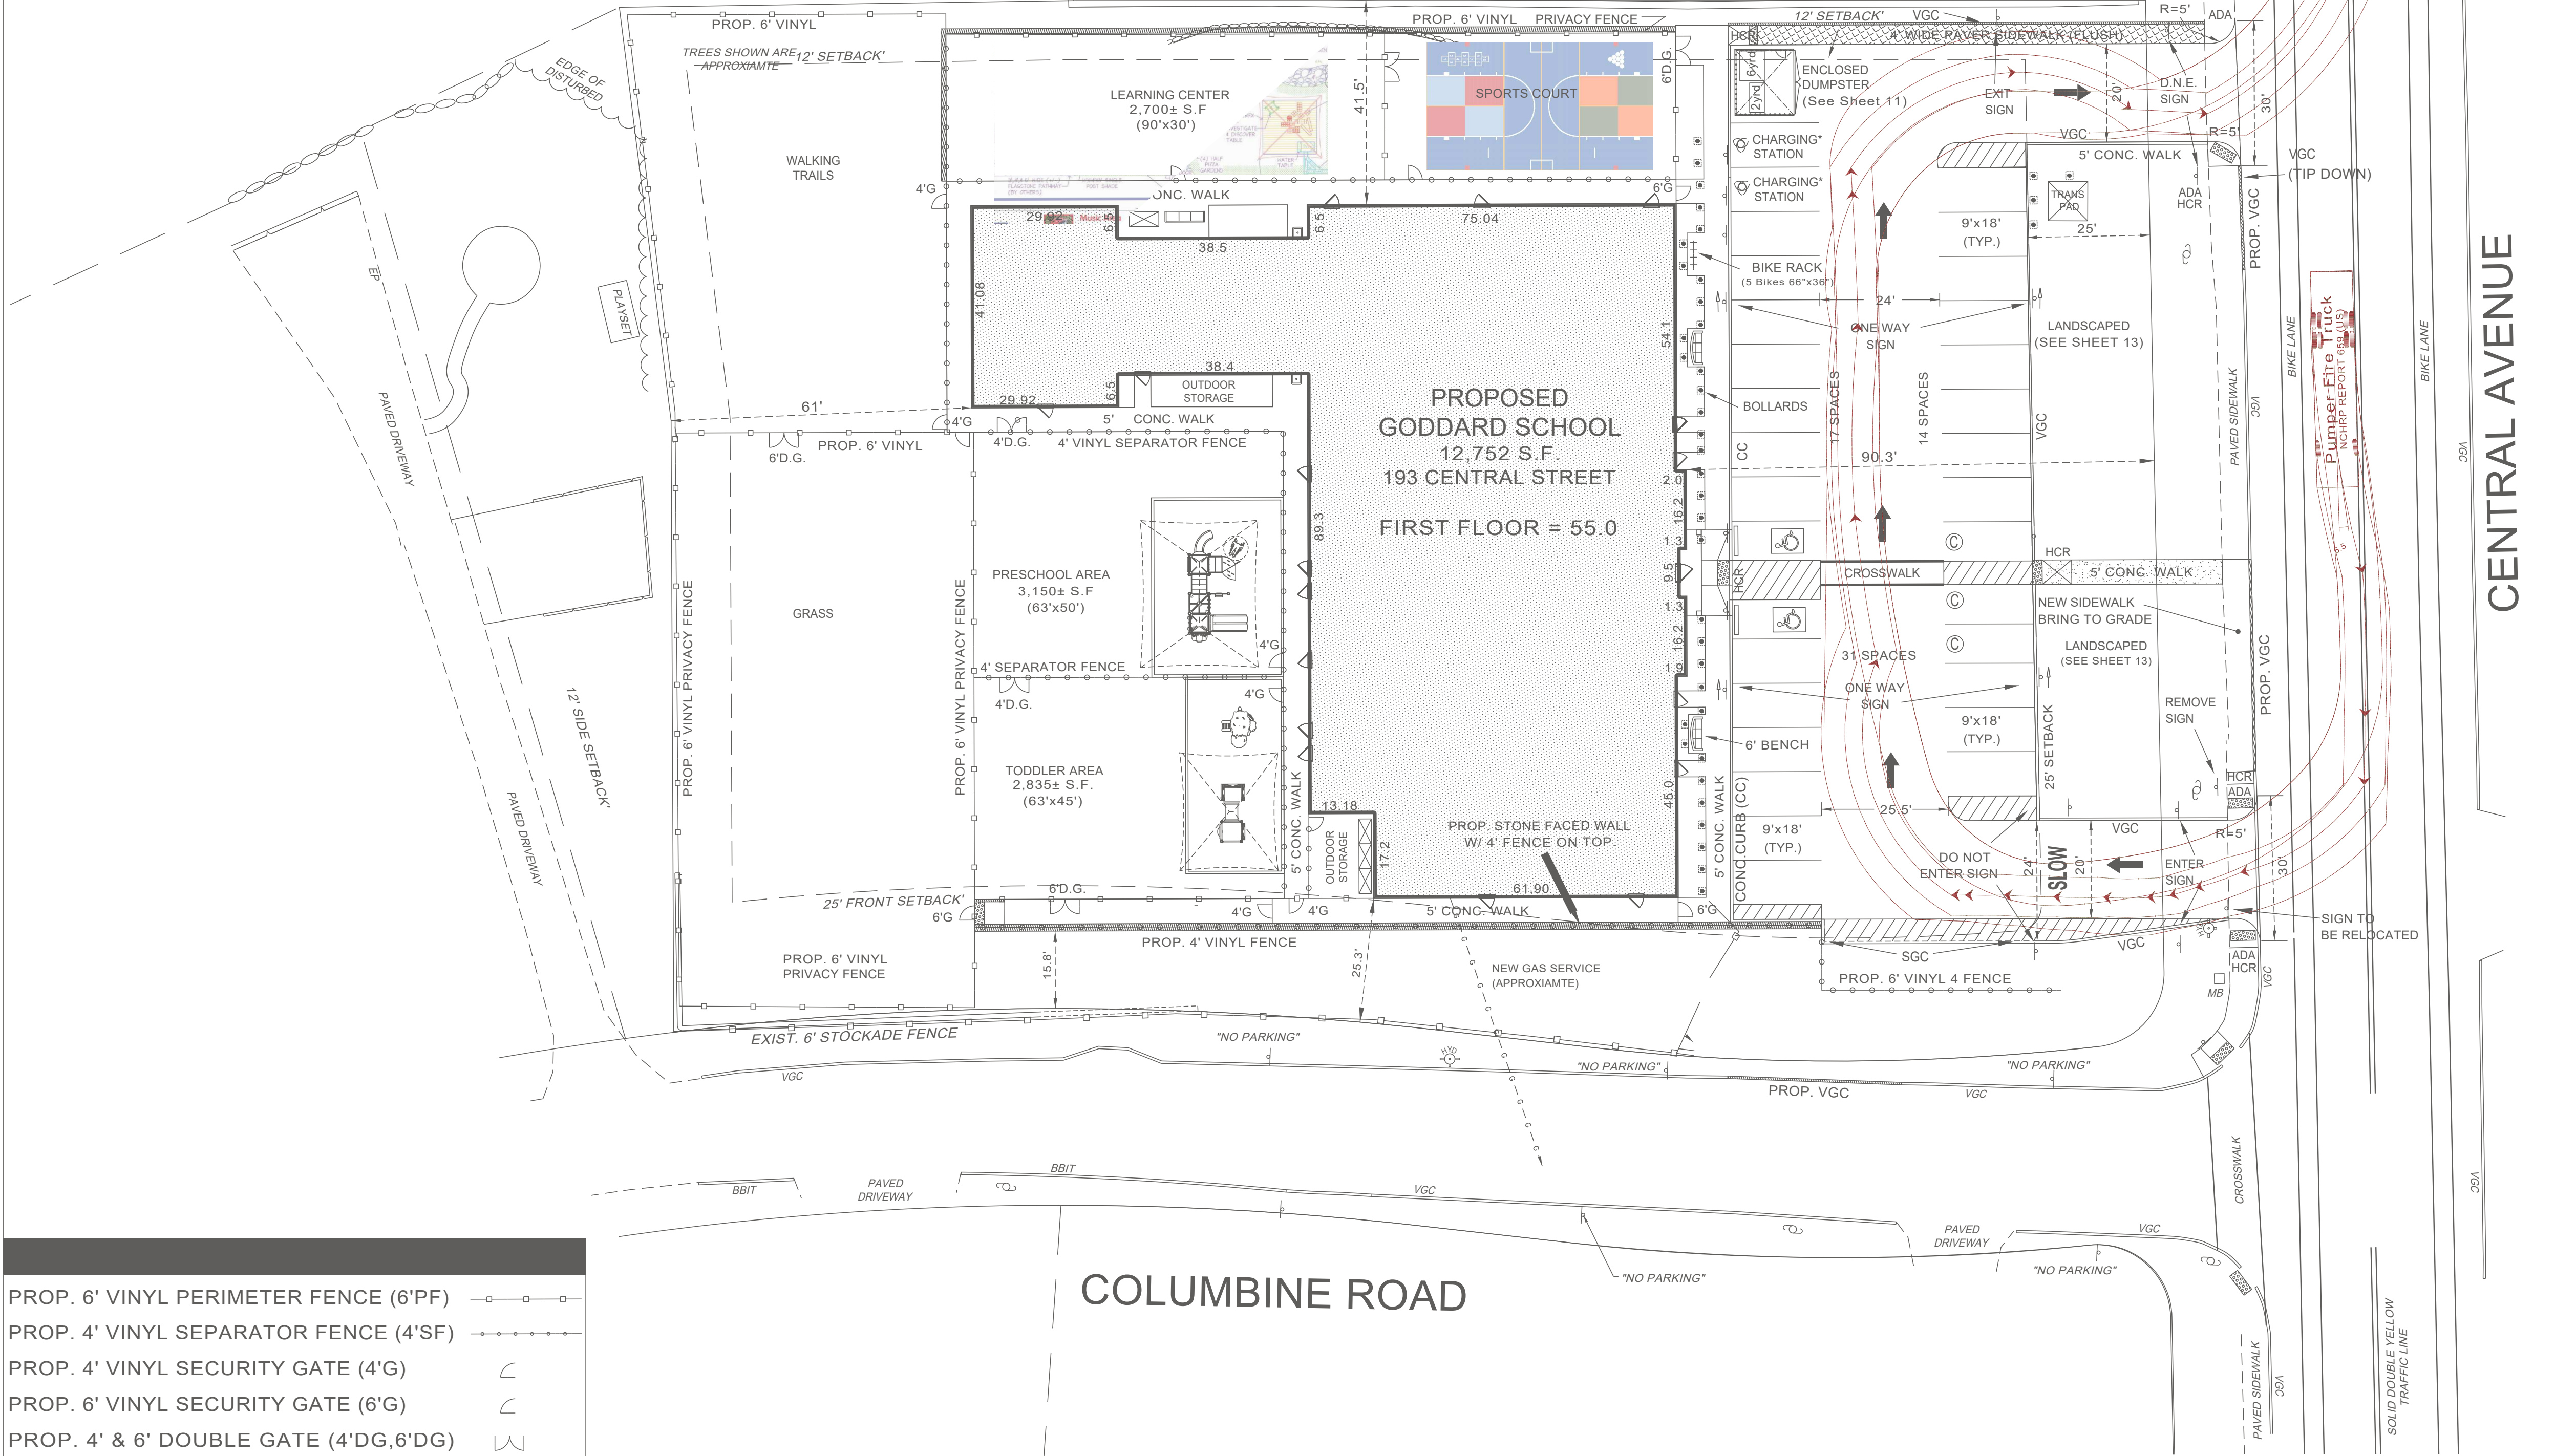 PROP. 6' VINYL
TREES SHOWN ARE
APPROXIAMTE
12' SETBACK'
EDGE OF
DISTURBED
WALKING
TRAILS
EP
PLAYSET
PAVED DRIVEWAY
61'
PROP. 6' VINYL PRIVACY FENCE
12' SETBACK'
VGC
R=5'
ADA
HCR
4' WIDE PAVER SIDEWALK (FLUSH)
LEARNING CENTER
2,700± S.F
(90'x30')
41.5'
SPORTS COURT
6'D.G.
6yrd
2yrd
ENCLOSED
DUMPSTER
(See Sheet 11)
EXIT
SIGN
20'
D.N.E.
SIGN
30'
CHARGING*
STATION
CHARGING*
STATION
VGC
R=5'
5' CONC. WALK
VGC
(TIP DOWN)
ADA
HCR
TRANS
PAD
25'
PROP. VGC
4'G
ONC. WALK
6'G
29.92
Music
6.5
38.5
6.5
75.04
41.08
9'x18'
(TYP.)
BIKE RACK
(5 Bikes 66"x36")
24'
ONE WAY
SIGN
LANDSCAPED
(SEE SHEET 13)
BIKE LANE
BIKE LANE
Pumper Fire Truck
NCHRP REPORT 659 (US)
CENTRAL AVENUE
54.1
38.4
6.5
29.92
OUTDOOR
STORAGE
5' CONC. WALK
4'G
4'D.G.
4' VINYL SEPARATOR FENCE
PROP. 6' VINYL
6'D.G.
PROPOSED
GODDARD SCHOOL
12,752 S.F.
193 CENTRAL STREET
FIRST FLOOR = 55.0
BOLLARDS
CC
17 SPACES
14 SPACES
VGC
90.3'
PAVED SIDEWALK
VGC
VGC
89.3
2.0
16.2
1.3
9.5
1.3
16.2
1.9
45.0
PRESCHOOL AREA
3,150± S.F
(63'x50')
GRASS
PROP. 6' VINYL PRIVACY FENCE
PROP. 6' VINYL PRIVACY FENCE
4'G
4' SEPARATOR FENCE
4'D.G.
4'G
C
HCR
HCR
CROSSWALK
5' CONC. WALK
C
NEW SIDEWALK
BRING TO GRADE
C
31 SPACES
LANDSCAPED
(SEE SHEET 13)
6.5
PROP. VGC
ONE WAY
SIGN
25' SETBACK
REMOVE
SIGN
9'x18'
(TYP.)
6' BENCH
12' SIDE SETBACK'
PAVED DRIVEWAY
TODDLER AREA
2,835± S.F.
(63'x45')
5' CONC. WALK
13.18
OUTDOOR
STORAGE
17.2
PROP. STONE FACED WALL
W/ 4' FENCE ON TOP.
61.90
5' CONC. WALK
CONC.CURB (CC)
25.5'
9'x18'
(TYP.)
HCR
ADA
VGC
R=5'
DO NOT
ENTER SIGN
24'
SLOW
20'
ENTER
SIGN
30'
25' FRONT SETBACK'
6'D.G.
6'G
4'G
4'G
5' CONC. WALK
6'G
SIGN TO
BE RELOCATED
PROP. 4' VINYL FENCE
PROP. 6' VINYL
PRIVACY FENCE
15.8'
25.3'
NEW GAS SERVICE
(APPROXIAMTE)
SGC
VGC
HYD
ADA
HCR
VGC
MB
PROP. 6' VINYL 4 FENCE
EXIST. 6' STOCKADE FENCE
"NO PARKING"
HYD
"NO PARKING"
"NO PARKING"
VGC
PROP. VGC
VGC
G
G
G
G
G
G
CROSSWALK
BBIT
PAVED
DRIVEWAY
BBIT
VGC
PAVED
DRIVEWAY
VGC
VGC
"NO PARKING"
"NO PARKING"
COLUMBINE ROAD
PAVED SIDEWALK
VGC
SOLID DOUBLE YELLOW
TRAFFIC LINE
PROP. 6' VINYL PERIMETER FENCE (6'PF)
PROP. 4' VINYL SEPARATOR FENCE (4'SF)
PROP. 4' VINYL SECURITY GATE (4'G)
PROP. 6' VINYL SECURITY GATE (6'G)
PROP. 4' & 6' DOUBLE GATE (4'DG,6'DG)